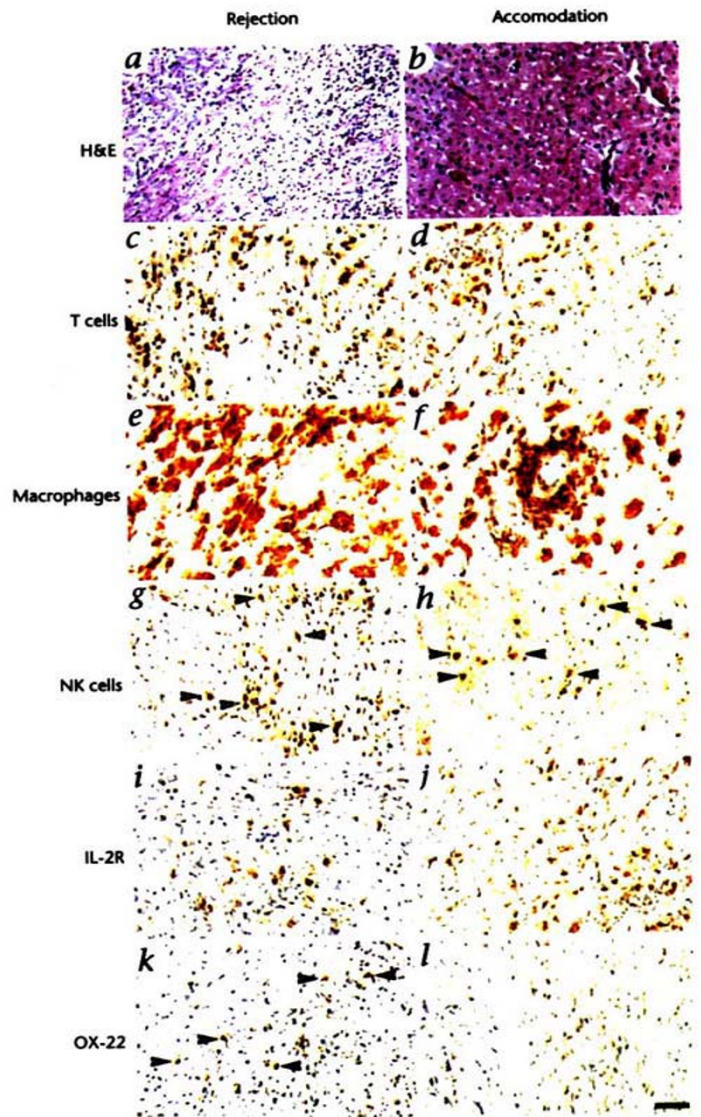 Rejection Accomodation
a b
H&E
c d
T cells
e f
Macrophages
g h
NK cells
i j
IL-2R
k l
OX-22